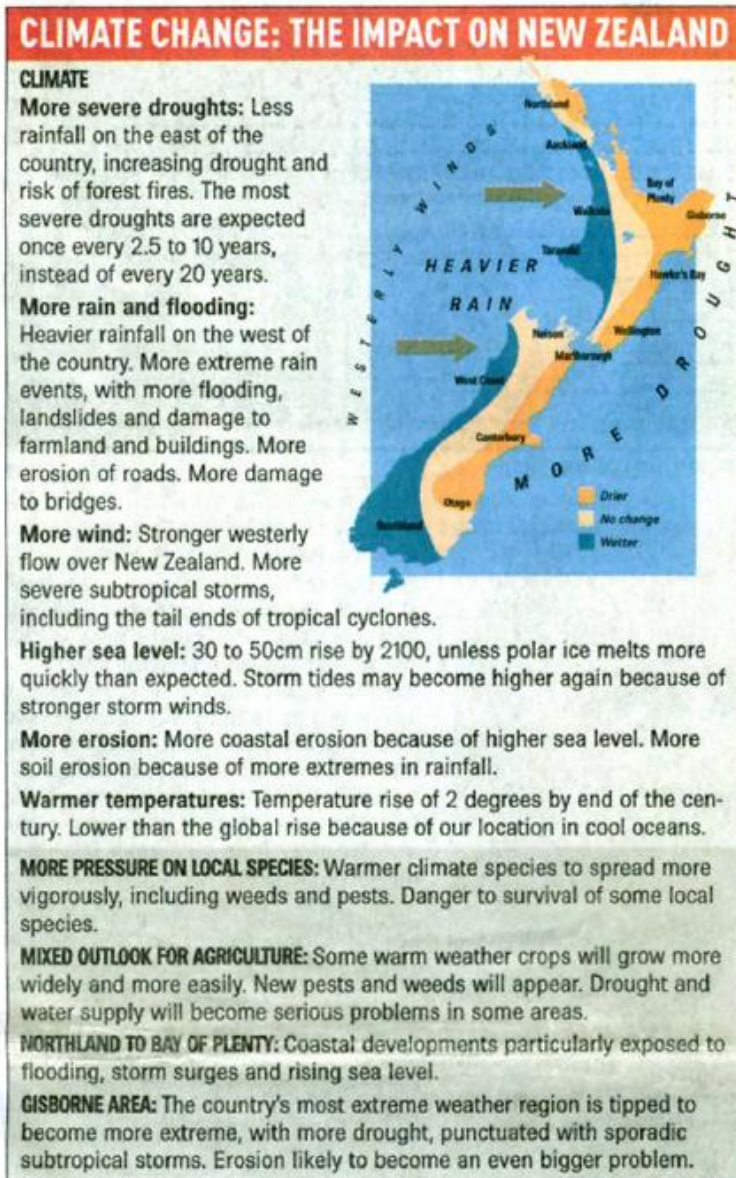 CLIMATE CHANGE: THE IMPACT ON NEW ZEALAND
CLIMATE
More severe droughts: Less
rainfall on the east of the
country, increasing drought and
risk of forest fires. The most
severe droughts are expected
once every 2.5 to 10 years,
instead of every 20 years.
More rain and flooding:
Heavier rainfall on the west of
the country. More extreme rain
events, with more flooding,
landslides and damage to
farmland and buildings. More
erosion of roads. More damage
to bridges.
More wind: Stronger westerly
flow over New Zealand. More
severe subtropical storms,
including the tail ends of tropical cyclones.
Northland
Auckland
Bay of
Plenty
Gisborne
Waikato
Taranaki
Hawke's Bay
Wellington
Nelson
Marlborough
West Coast
Canterbury
Otago
Southland
WESTERLY WINDS
HEAVIER
RAIN
MORE DROUGHT
Drier
No change
Wetter
Higher sea level: 30 to 50cm rise by 2100, unless polar ice melts more
quickly than expected. Storm tides may become higher again because of
stronger storm winds.
More erosion: More coastal erosion because of higher sea level. More
soil erosion because of more extremes in rainfall.
Warmer temperatures: Temperature rise of 2 degrees by end of the cen-
tury. Lower than the global rise because of our location in cool oceans.
MORE PRESSURE ON LOCAL SPECIES: Warmer climate species to spread more
vigorously, including weeds and pests. Danger to survival of some local
species.
MIXED OUTLOOK FOR AGRICULTURE: Some warm weather crops will grow more
widely and more easily. New pests and weeds will appear. Drought and
water supply will become serious problems in some areas.
NORTHLAND TO BAY OF PLENTY: Coastal developments particularly exposed to
flooding, storm surges and rising sea level.
GISBORNE AREA: The country's most extreme weather region is tipped to
become more extreme, with more drought, punctuated with sporadic
subtropical storms. Erosion likely to become an even bigger problem.